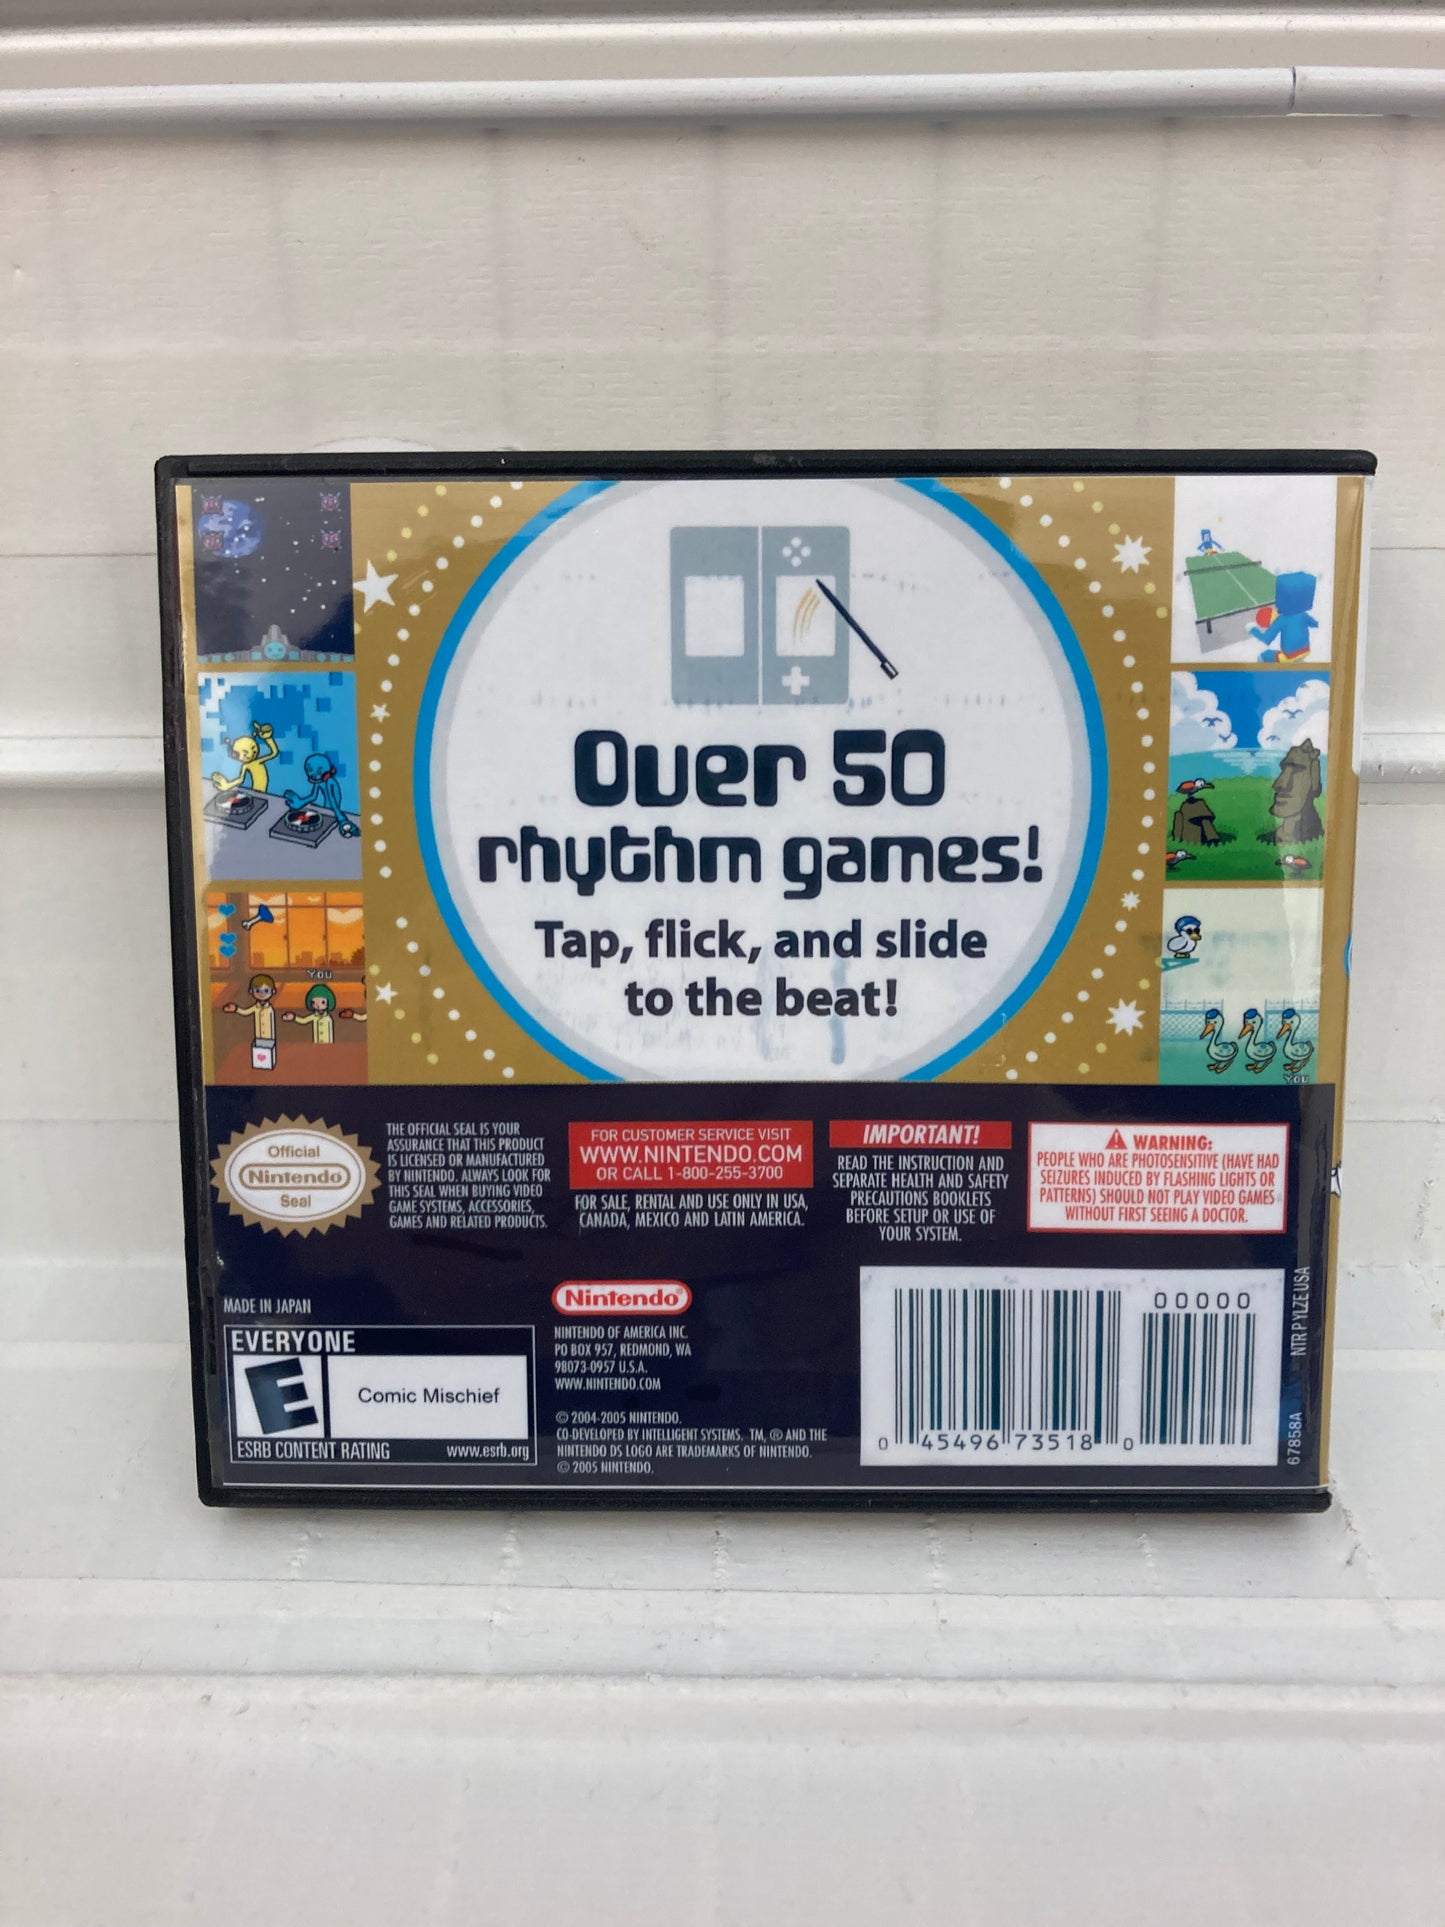 Over 50
rhythm games!
Tap, flick, and slide
to the beat!
YOU
YOU
Official
Nintendo
Seal
THE OFFICIAL SEAL IS YOUR
ASSURANCE THAT THIS PRODUCT
IS LICENSED OR MANUFACTURED
BY NINTENDO. ALWAYS LOOK FOR
THIS SEAL WHEN BUYING VIDEO
GAME SYSTEMS, ACCESSORIES,
GAMES AND RELATED PRODUCTS.
FOR CUSTOMER SERVICE VISIT
WWW.NINTENDO.COM
OR CALL 1-800-255-3700
FOR SALE, RENTAL AND USE ONLY IN USA,
CANADA, MEXICO AND LATIN AMERICA.
IMPORTANT!
READ THE INSTRUCTION AND
SEPARATE HEALTH AND SAFETY
PRECAUTIONS BOOKLETS
BEFORE SETUP OR USE OF
YOUR SYSTEM.
WARNING:
PEOPLE WHO ARE PHOTOSENSITIVE (HAVE HAD
SEIZURES INDUCED BY FLASHING LIGHTS OR
PATTERNS) SHOULD NOT PLAY VIDEO GAMES
WITHOUT FIRST SEEING A DOCTOR.
MADE IN JAPAN
EVERYONE
E
Comic Mischief
ESRB CONTENT RATING www.esrb.org
Nintendo®
NINTENDO OF AMERICA INC.
PO BOX 957, REDMOND, WA
98073-0957 U.S.A.
WWW.NINTENDO.COM
© 2004-2005 NINTENDO.
CO-DEVELOPED BY INTELLIGENT SYSTEMS. TM, ® AND THE
NINTENDO DS LOGO ARE TRADEMARKS OF NINTENDO.
© 2005 NINTENDO.
00000
0 45496 73518 0
67858A NTR P YLZE USA